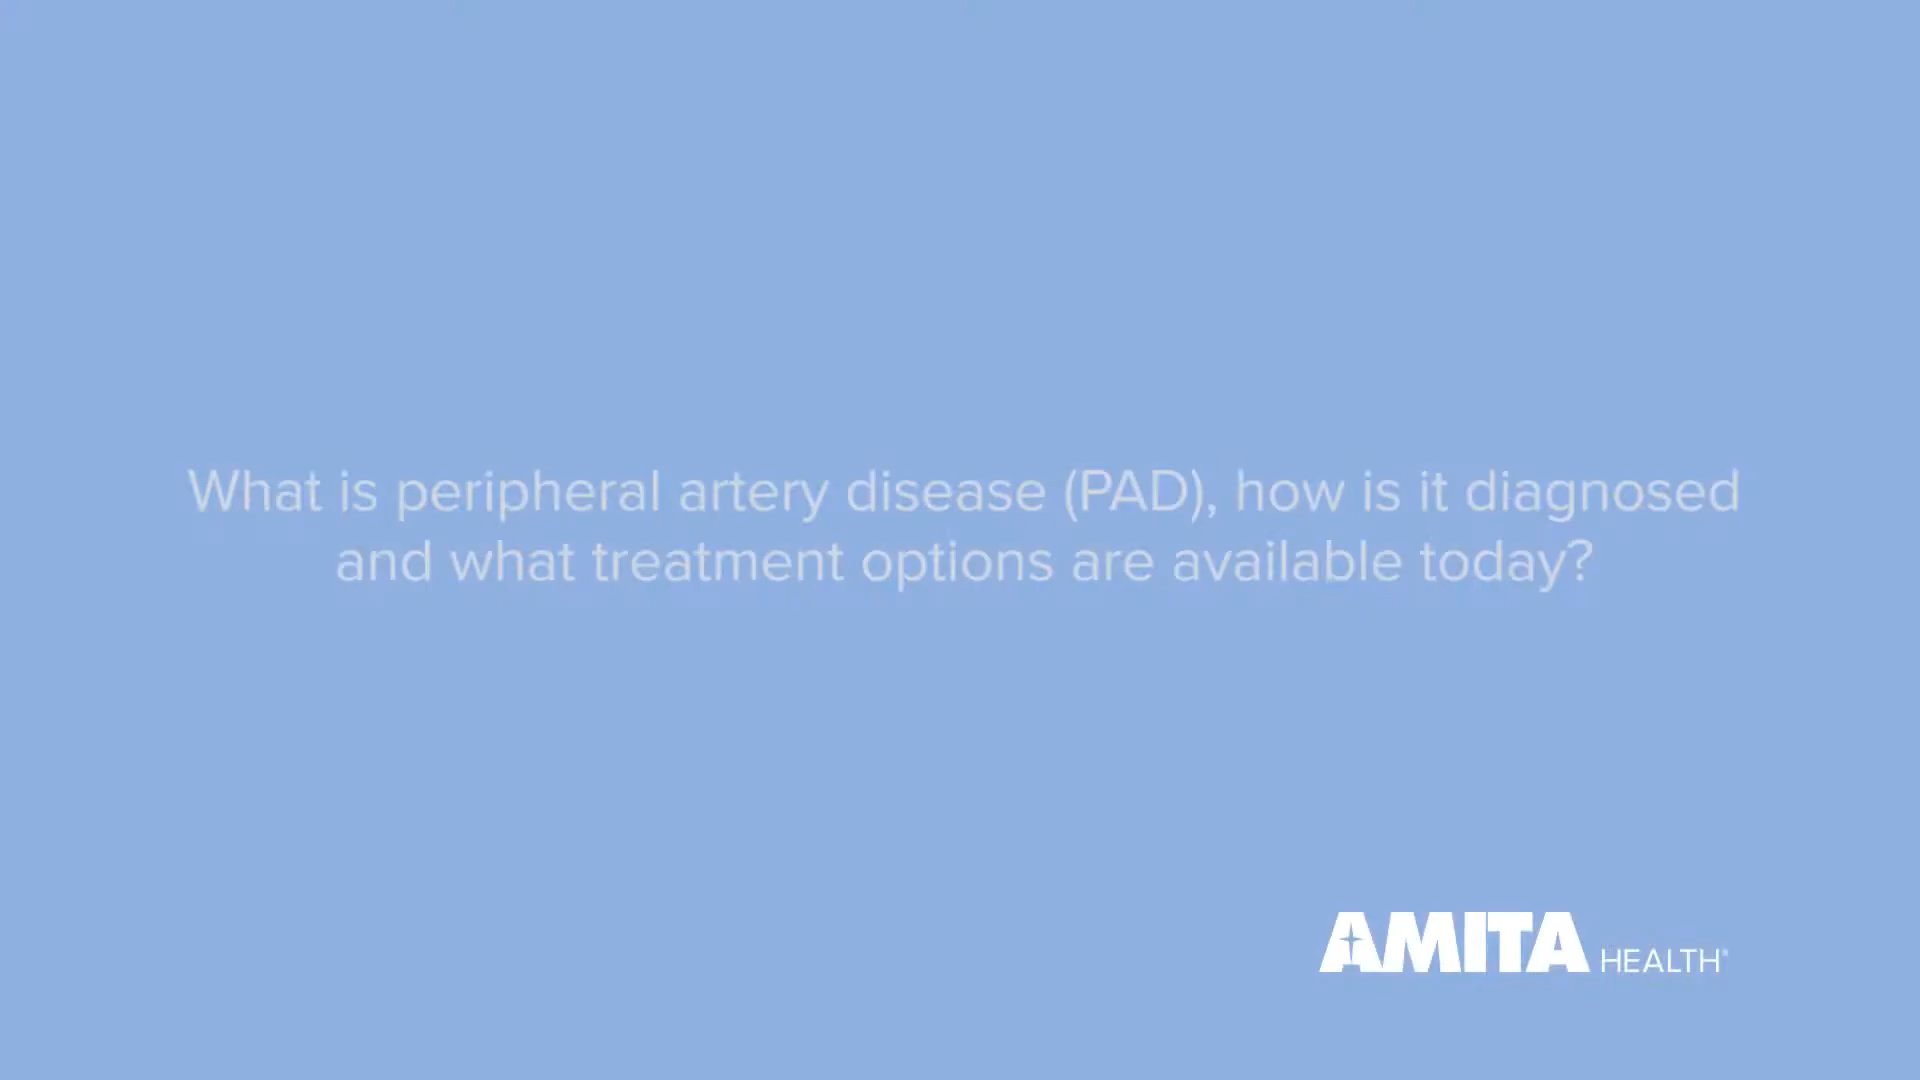 What is peripheral artery disease (PAD), how is it diagnosed
and what treatment options are available today?
AMITA HEALTH®